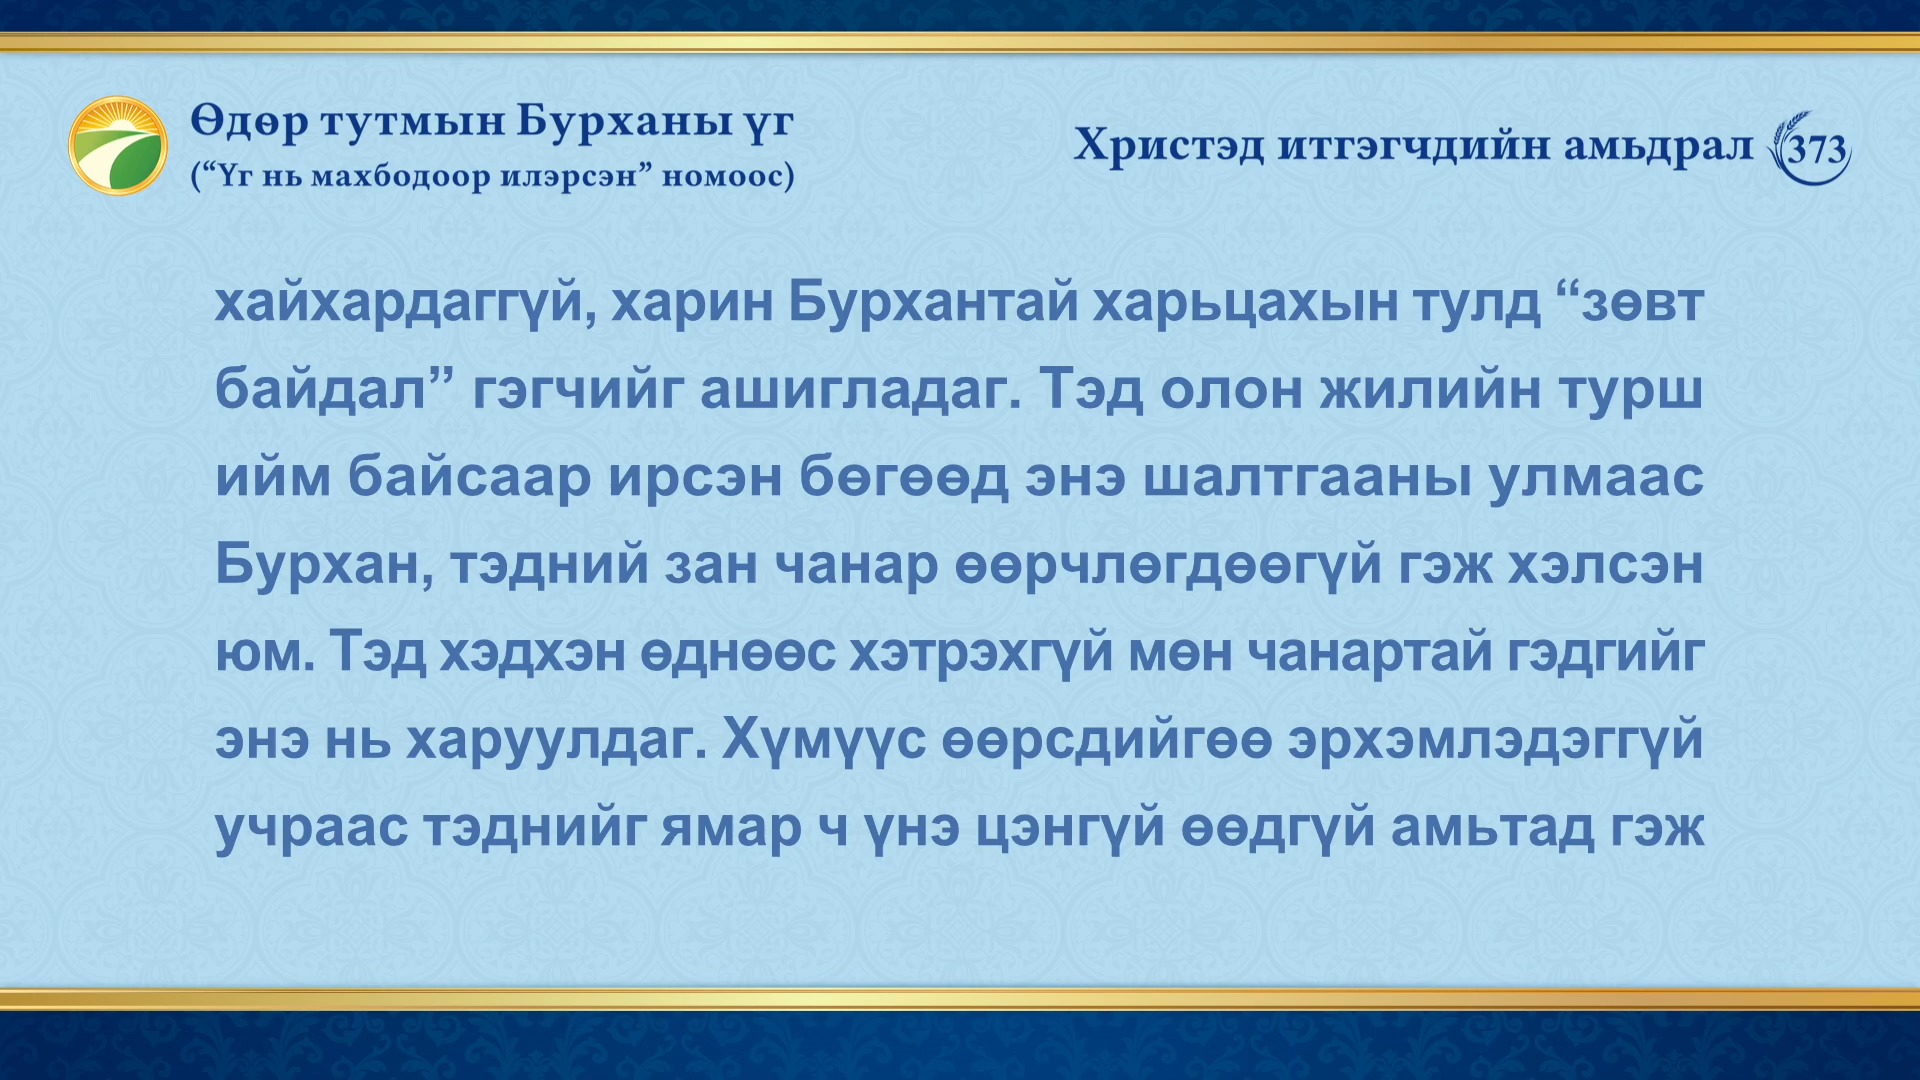 Өдөр тутмын Бурханы үг
(“Үг нь махбодоор илэрсэн” номоос)
Христэд итгэгчдийн амьдрал 373
хайхардаггүй, харин Бурхантай харьцахын тулд “зөвт
байдал” гэгчийг ашигладаг. Тэд олон жилийн турш
ийм байсаар ирсэн бөгөөд энэ шалтгааны улмаас
Бурхан, тэдний зан чанар өөрчлөгдөөгүй гэж хэлсэн
юм. Тэд хэдхэн өднөөс хэтрэхгүй мөн чанартай гэдгийг
энэ нь харуулдаг. Хүмүүс өөрсдийгөө эрхэмлэдэггүй
учраас тэднийг ямар ч үнэ цэнгүй өөдгүй амьтад гэж